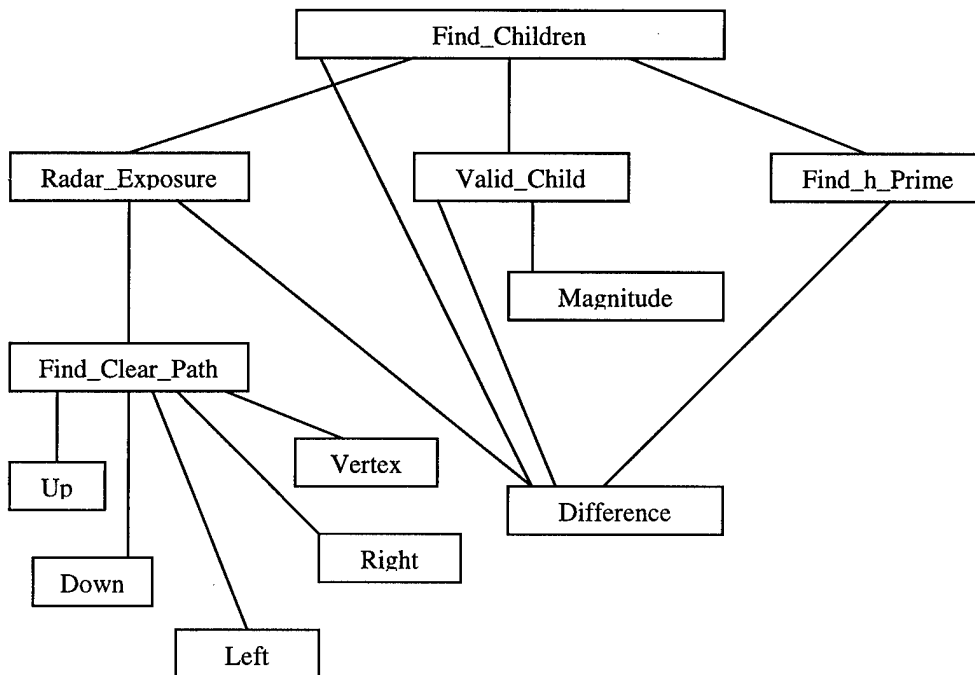 Find_Children
Radar_Exposure
Valid_Child
Find_h_Prime
Magnitude
Find_Clear_Path
Vertex
Up
Difference
Right
Down
Left